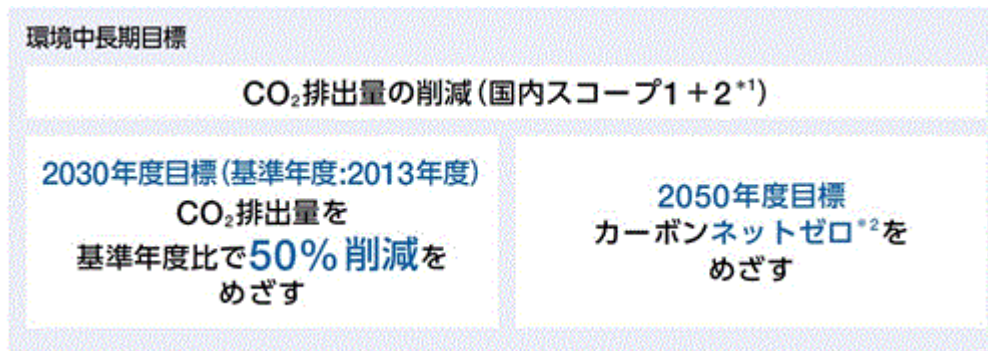 環境中長期目標
CO₂排出量の削減(国内スコープ1+2*1)
2030年度目標(基準年度:2013年度)
CO₂排出量を
基準年度比で50%削減を
めざす
2050年度目標
カーボンネットゼロ*2を
めざす